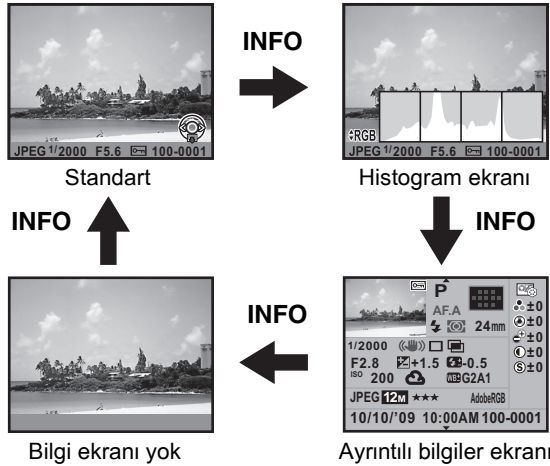 INFO
JPEG 1/2000 F5.6 100-0001
Standart
RGB
JPEG 1/2000 F5.6 100-0001
Histogram ekranı
INFO
INFO
INFO
Bilgi ekranı yok
P
AF.A
24mm
±0
±0
±0
±0
S±0
1/2000
F2.8 +1.5 -0.5
ISO 200 WB G2A1
JPEG 12M ★★★ AdobeRGB
10/10/'09 10:00AM 100-0001
Ayrıntılı bilgiler ekranı